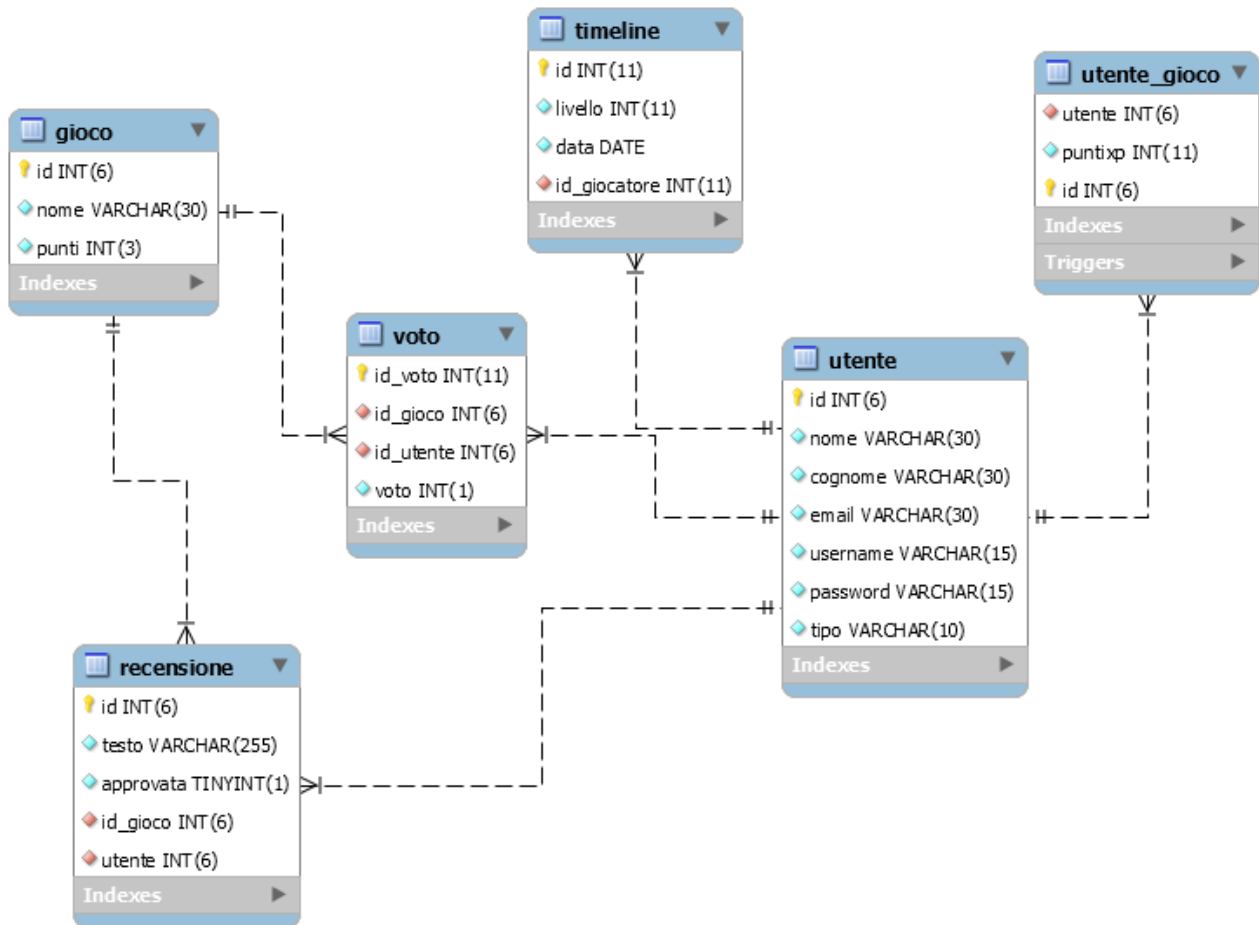 timeline
id INT(11)
livello INT(11)
data DATE
id_giocatore INT(11)
Indexes
utente_gioco
utente INT(6)
puntixp INT(11)
id INT(6)
Indexes
Triggers
gioco
id INT(6)
nome VARCHAR(30)
punti INT(3)
Indexes
voto
id_voto INT(11)
id_gioco INT(6)
id_utente INT(6)
voto INT(1)
Indexes
utente
id INT(6)
nome VARCHAR(30)
cognome VARCHAR(30)
email VARCHAR(30)
username VARCHAR(15)
password VARCHAR(15)
tipo VARCHAR(10)
Indexes
recensione
id INT(6)
testo VARCHAR(255)
approvata TINYINT(1)
id_gioco INT(6)
utente INT(6)
Indexes